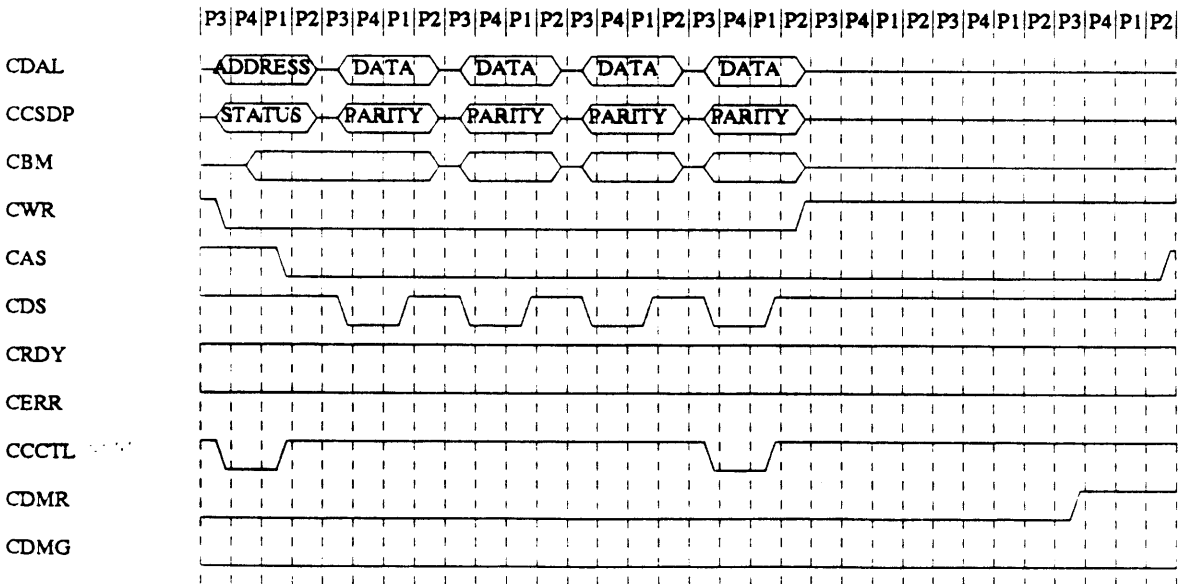 P3 P4 P1 P2 P3 P4 P1 P2 P3 P4 P1 P2 P3 P4 P1 P2 P3 P4 P1 P2 P3 P4 P1 P2 P3 P4 P1 P2 P3 P4 P1 P2
CDAL ADDRESS DATA DATA DATA DATA
CCSDP STATUS PARITY PARITY PARITY PARITY
CBM
CWR
CAS
CDS
CRDY
CERR
CCCTL
CDMR
CDMG